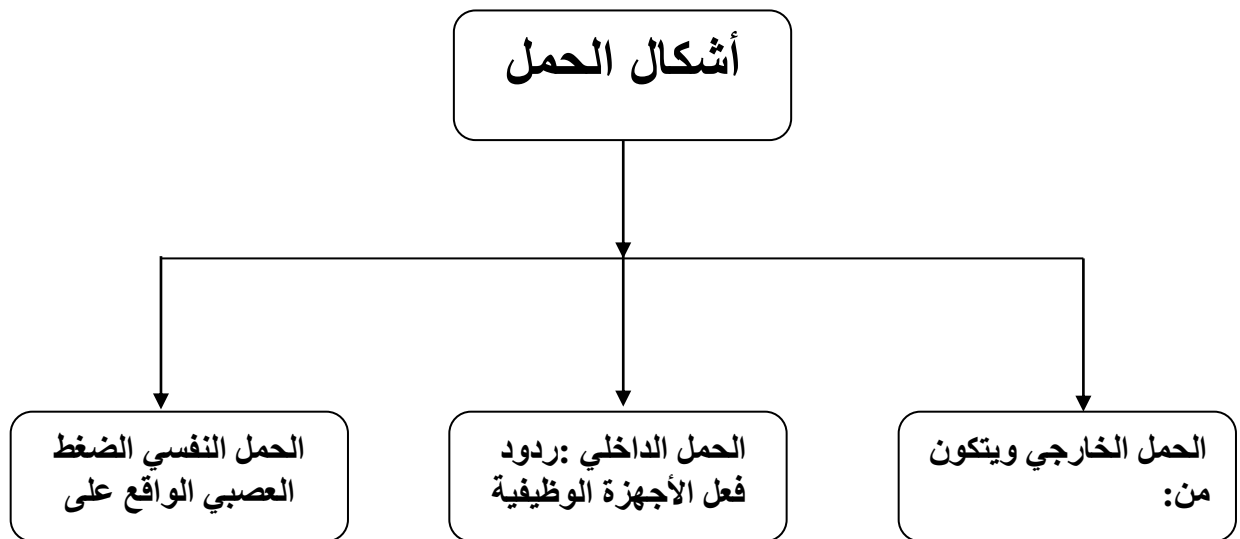 أشكال الحمل
الحمل الخارجي ويتكون
من:
الحمل الداخلي :ردود
فعل الأجهزة الوظيفية
الحمل النفسي الضغط
العصبي الواقع على